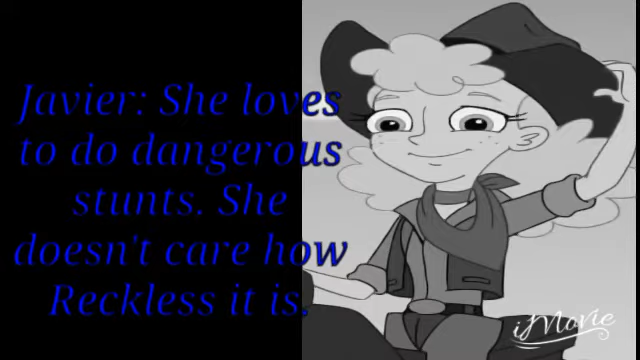 Javier: She loves
to do dangerous
stunts. She
doesn't care how
Reckless it is.
iMovie